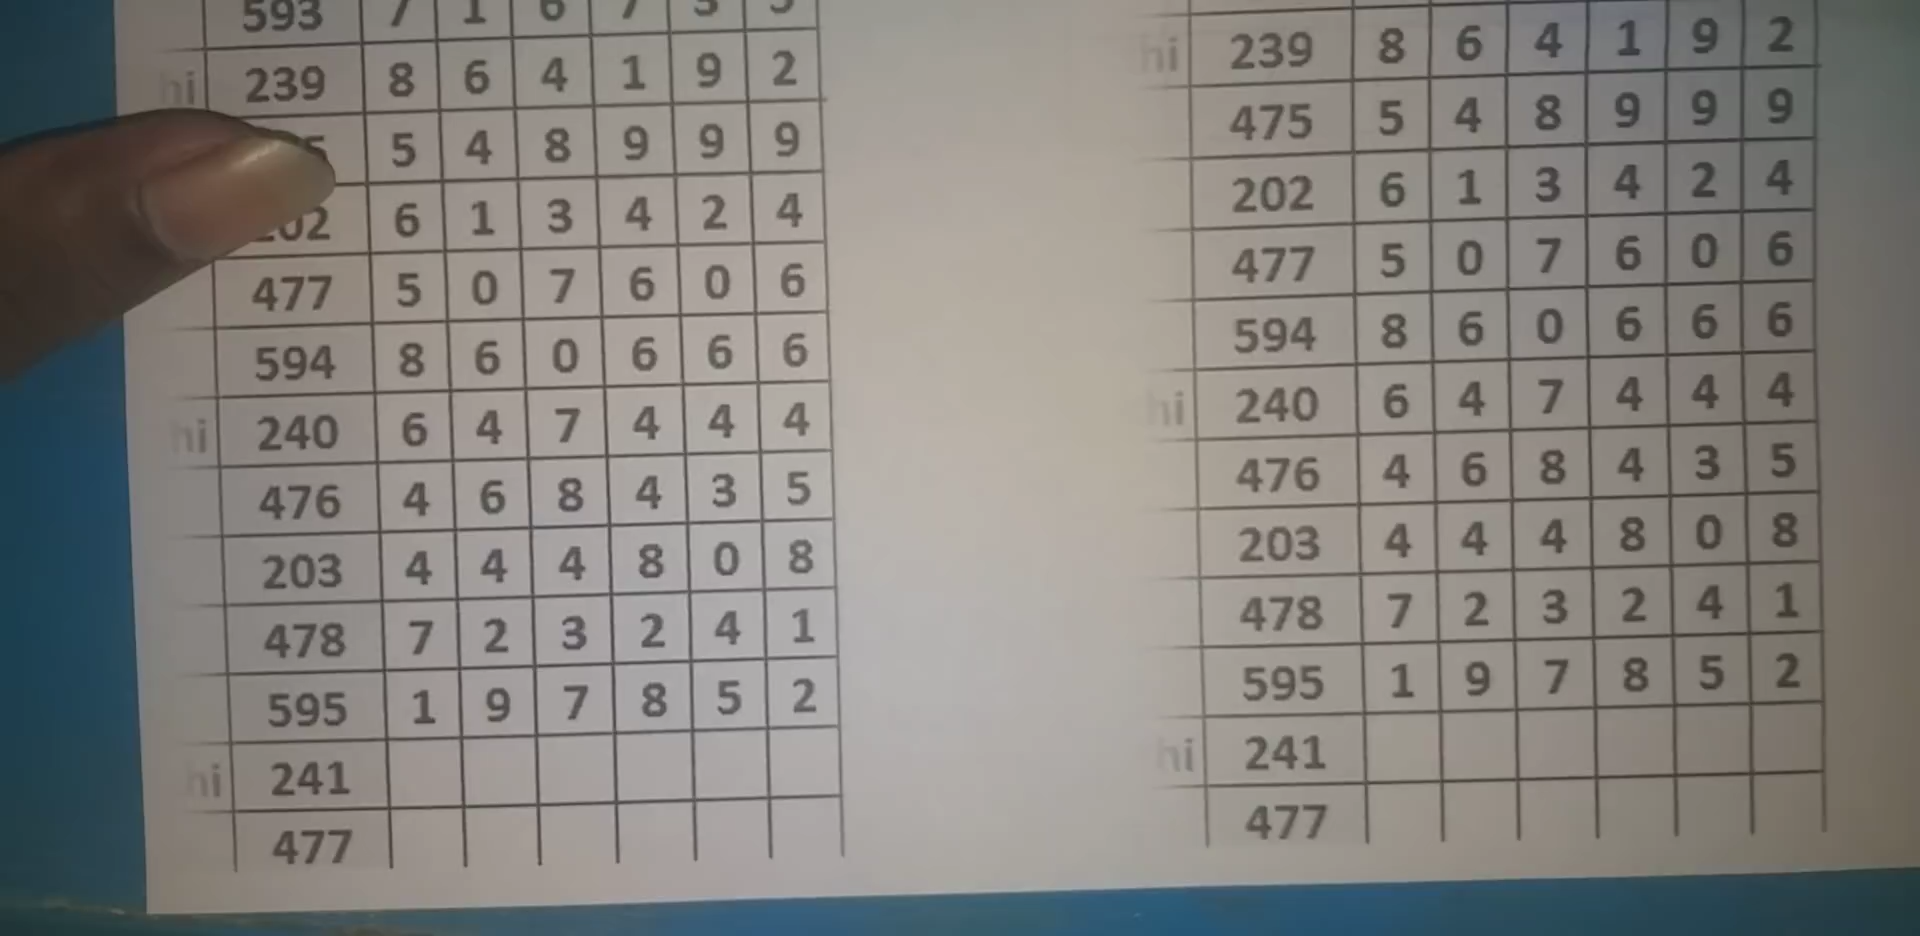 593 7 1 6 7 3
hi 239 8 6 4 1 9 2
5 4 8 9 9 9
202 6 1 3 4 2 4
477 5 0 7 6 0 6
594 8 6 0 6 6 6
hi 240 6 4 7 4 4 4
476 4 6 8 4 3 5
203 4 4 4 8 0 8
478 7 2 3 2 4 1
595 1 9 7 8 5 2
hi 241
477
hi 239 8 6 4 1 9 2
475 5 4 8 9 9 9
202 6 1 3 4 2 4
477 5 0 7 6 0 6
594 8 6 0 6 6 6
hi 240 6 4 7 4 4 4
476 4 6 8 4 3 5
203 4 4 4 8 0 8
478 7 2 3 2 4 1
595 1 9 7 8 5 2
hi 241
477